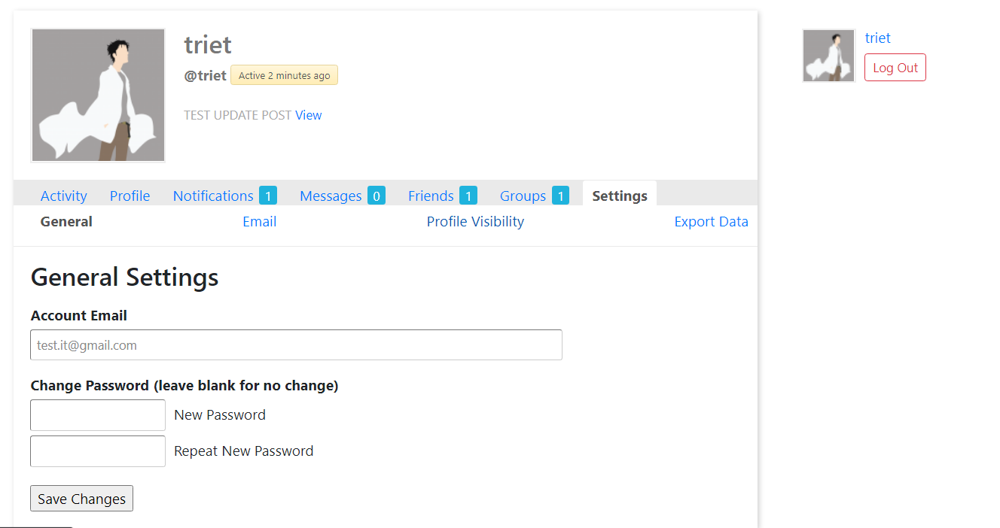 triet
@triet Active 2 minutes ago
TEST UPDATE POST View
triet
Log Out
Activity Profile Notifications 1 Messages 0 Friends 1 Groups 1 Settings
General Email Profile Visibility Export Data
General Settings
Account Email
test.it@gmail.com
Change Password (leave blank for no change)
New Password
Repeat New Password
Save Changes